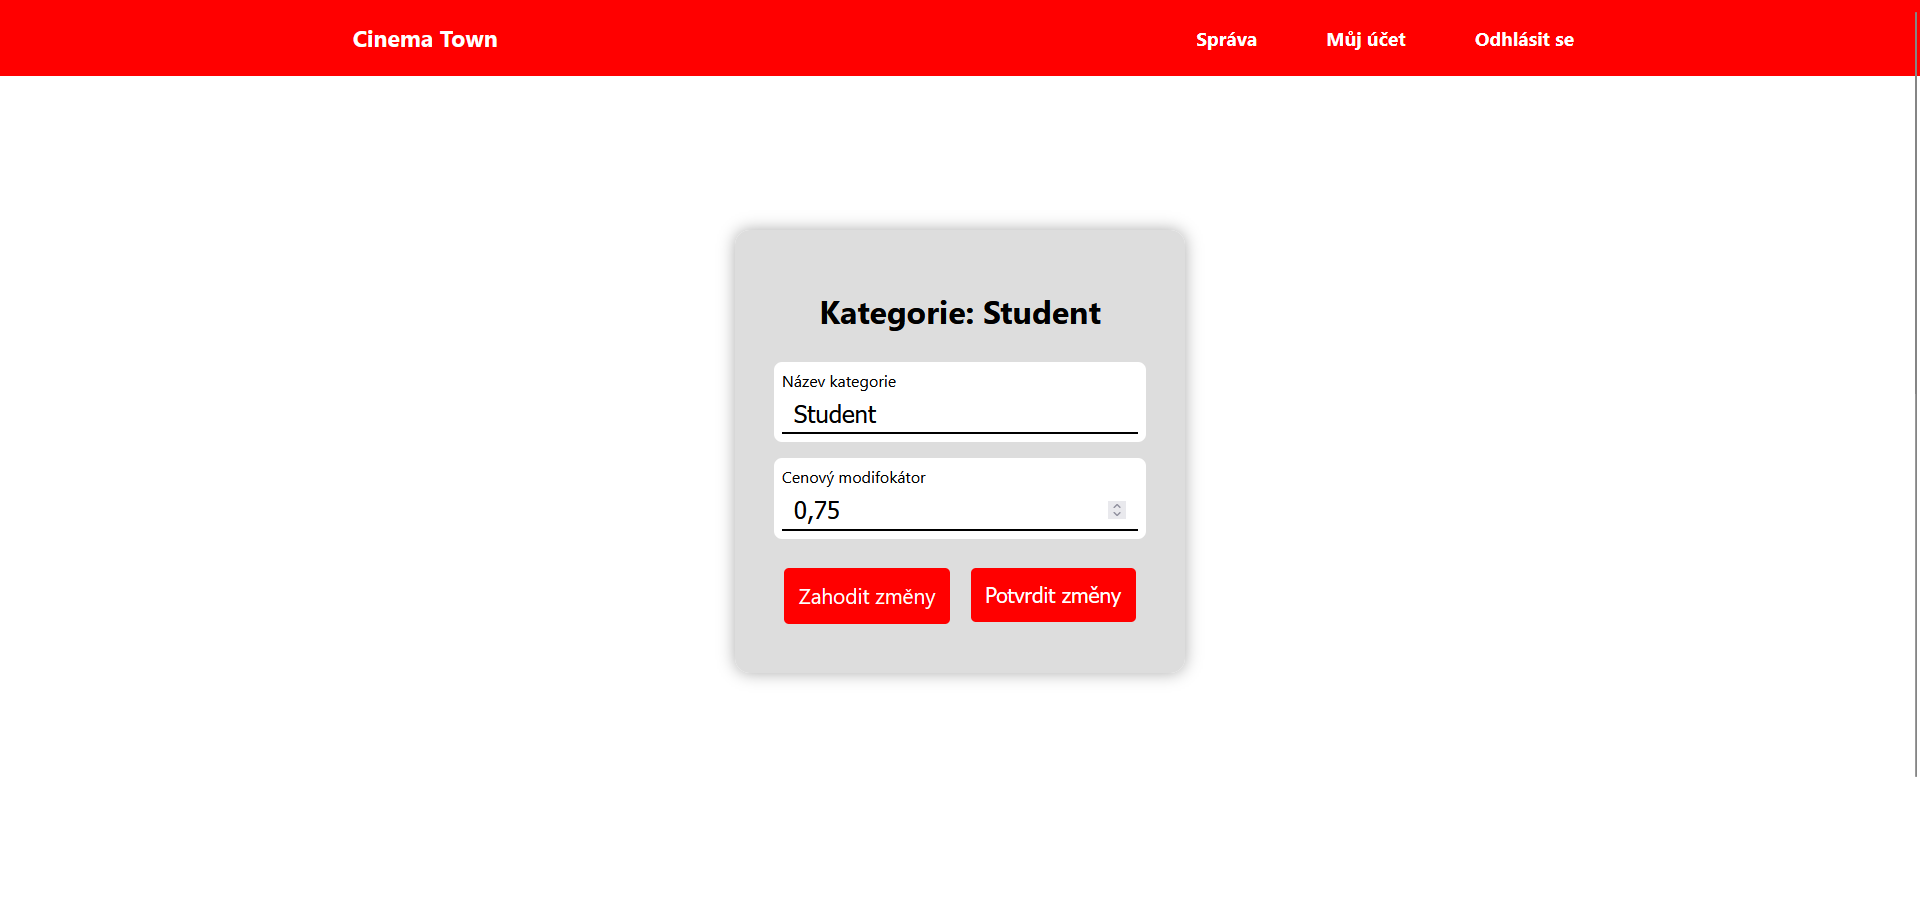 Cinema Town
Správa
Můj účet
Odhlásit se
Kategorie: Student
Název kategorie
Student
Cenový modifokátor
0,75
Zahodit změny
Potvrdit změny